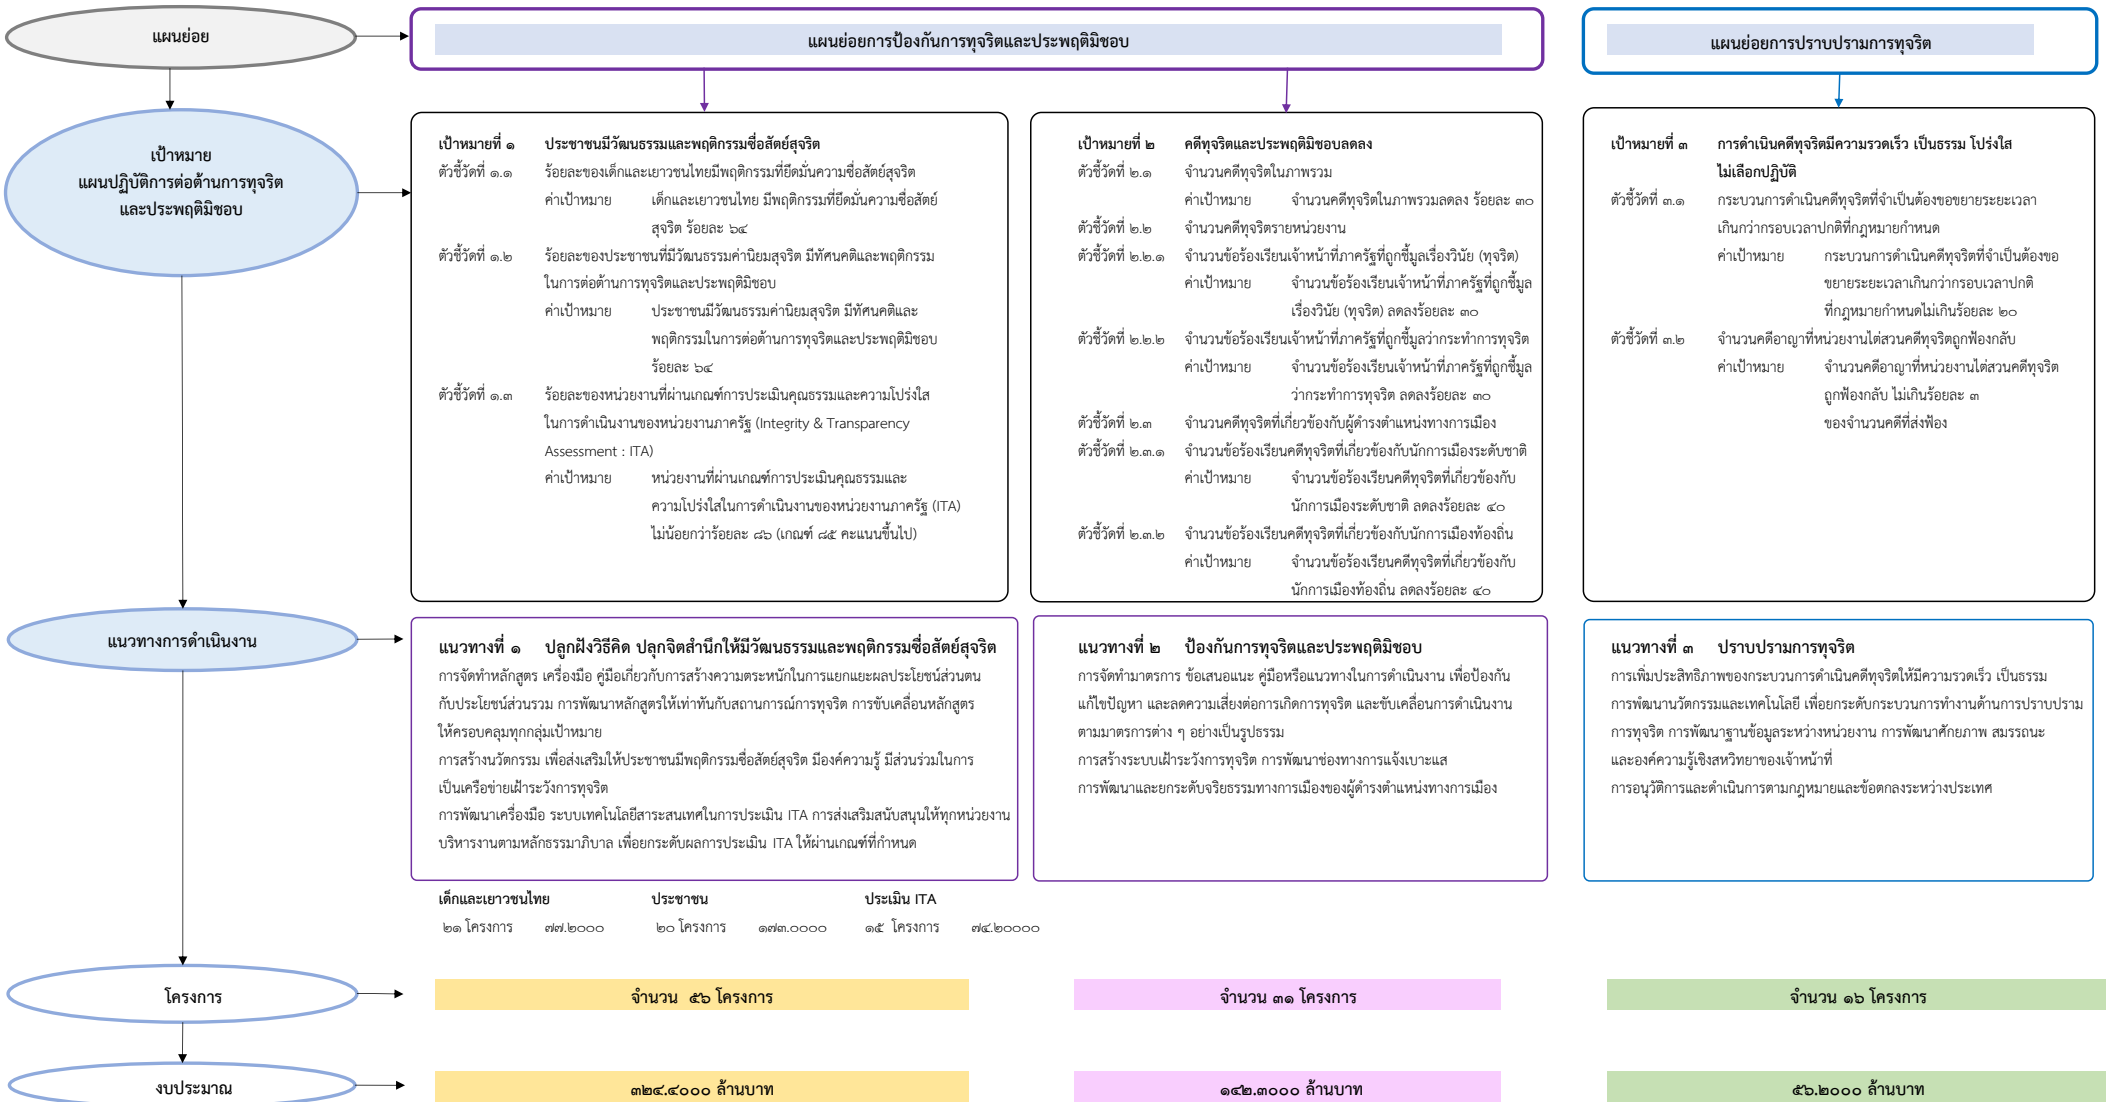 แผนย่อย
แผนย่อยการป้องกันการทุจริตและประพฤติมิชอบ
แผนย่อยการปราบปรามการทุจริต
เป้าหมาย
แผนปฏิบัติการต่อต้านการทุจริต
และประพฤติมิชอบ
เป้าหมายที่ ๑ ประชาชนมีวัฒนธรรมและพฤติกรรมซื่อสัตย์สุจริต
ตัวชี้วัดที่ ๑.๑ ร้อยละของเด็กและเยาวชนไทยมีพฤติกรรมที่ยึดมั่นความซื่อสัตย์สุจริต
ค่าเป้าหมาย เด็กและเยาวชนไทย มีพฤติกรรมที่ยึดมั่นความซื่อสัตย์
สุจริต ร้อยละ ๖๔
ตัวชี้วัดที่ ๑.๒ ร้อยละของประชาชนที่มีวัฒนธรรมค่านิยมสุจริต มีทัศนคติและพฤติกรรม
ในการต่อต้านการทุจริตและประพฤติมิชอบ
ค่าเป้าหมาย ประชาชนมีวัฒนธรรมค่านิยมสุจริต มีทัศนคติและ
พฤติกรรมในการต่อต้านการทุจริตและประพฤติมิชอบ
ร้อยละ ๖๔
ตัวชี้วัดที่ ๑.๓ ร้อยละของหน่วยงานที่ผ่านเกณฑ์การประเมินคุณธรรมและความโปร่งใส
ในการดำเนินงานของหน่วยงานภาครัฐ (Integrity & Transparency
Assessment : ITA)
ค่าเป้าหมาย หน่วยงานที่ผ่านเกณฑ์การประเมินคุณธรรมและ
ความโปร่งใสในการดำเนินงานของหน่วยงานภาครัฐ (ITA)
ไม่น้อยกว่าร้อยละ ๘๖ (เกณฑ์ ๘๕ คะแนนขึ้นไป)
เป้าหมายที่ ๒ คดีทุจริตและประพฤติมิชอบลดลง
ตัวชี้วัดที่ ๒.๑ จำนวนคดีทุจริตในภาพรวม
ค่าเป้าหมาย จำนวนคดีทุจริตในภาพรวมลดลง ร้อยละ ๓๐
ตัวชี้วัดที่ ๒.๒ จำนวนคดีทุจริตรายหน่วยงาน
ตัวชี้วัดที่ ๒.๒.๑ จำนวนข้อร้องเรียนเจ้าหน้าที่ภาครัฐที่ถูกชี้มูลเรื่องวินัย (ทุจริต)
ค่าเป้าหมาย จำนวนข้อร้องเรียนเจ้าหน้าที่ภาครัฐที่ถูกชี้มูล
เรื่องวินัย (ทุจริต) ลดลงร้อยละ ๓๐
ตัวชี้วัดที่ ๒.๒.๒ จำนวนข้อร้องเรียนเจ้าหน้าที่ภาครัฐที่ถูกชี้มูลว่ากระทำการทุจริต
ค่าเป้าหมาย จำนวนข้อร้องเรียนเจ้าหน้าที่ภาครัฐที่ถูกชี้มูล
ว่ากระทำการทุจริต ลดลงร้อยละ ๓๐
ตัวชี้วัดที่ ๒.๓ จำนวนคดีทุจริตที่เกี่ยวข้องกับผู้ดำรงตำแหน่งทางการเมือง
ตัวชี้วัดที่ ๒.๓.๑ จำนวนข้อร้องเรียนคดีทุจริตที่เกี่ยวข้องกับนักการเมืองระดับชาติ
ค่าเป้าหมาย จำนวนข้อร้องเรียนคดีทุจริตที่เกี่ยวข้องกับ
นักการเมืองระดับชาติ ลดลงร้อยละ ๔๐
ตัวชี้วัดที่ ๒.๓.๒ จำนวนข้อร้องเรียนคดีทุจริตที่เกี่ยวข้องกับนักการเมืองท้องถิ่น
ค่าเป้าหมาย จำนวนข้อร้องเรียนคดีทุจริตที่เกี่ยวข้องกับ
นักการเมืองท้องถิ่น ลดลงร้อยละ ๔๐
เป้าหมายที่ ๓ การดำเนินคดีทุจริตมีความรวดเร็ว เป็นธรรม โปร่งใส
ไม่เลือกปฏิบัติ
ตัวชี้วัดที่ ๓.๑ กระบวนการดำเนินคดีทุจริตที่จำเป็นต้องขอขยายระยะเวลา
เกินกว่ากรอบเวลาปกติที่กฎหมายกำหนด
ค่าเป้าหมาย กระบวนการดำเนินคดีทุจริตที่จำเป็นต้องขอ
ขยายระยะเวลาเกินกว่ากรอบเวลาปกติ
ที่กฎหมายกำหนดไม่เกินร้อยละ ๒๐
ตัวชี้วัดที่ ๓.๒ จำนวนคดีอาญาที่หน่วยงานไต่สวนคดีทุจริตถูกฟ้องกลับ
ค่าเป้าหมาย จำนวนคดีอาญาที่หน่วยงานไต่สวนคดีทุจริต
ถูกฟ้องกลับ ไม่เกินร้อยละ ๓
ของจำนวนคดีที่ส่งฟ้อง
แนวทางการดำเนินงาน
แนวทางที่ ๑ ปลูกฝังวิธีคิด ปลูกจิตสำนึกให้มีวัฒนธรรมและพฤติกรรมซื่อสัตย์สุจริต
การจัดทำหลักสูตร เครื่องมือ คู่มือเกี่ยวกับการสร้างความตระหนักในการแยกแยะผลประโยชน์ส่วนตน
กับประโยชน์ส่วนรวม การพัฒนาหลักสูตรให้เท่าทันกับสถานการณ์การทุจริต การขับเคลื่อนหลักสูตร
ให้ครอบคลุมทุกกลุ่มเป้าหมาย
การสร้างนวัตกรรม เพื่อส่งเสริมให้ประชาชนมีพฤติกรรมซื่อสัตย์สุจริต มีองค์ความรู้ มีส่วนร่วมในการ
เป็นเครือข่ายเฝ้าระวังการทุจริต
การพัฒนาเครื่องมือ ระบบเทคโนโลยีสาระสนเทศในการประเมิน ITA การส่งเสริมสนับสนุนให้ทุกหน่วยงาน
บริหารงานตามหลักธรรมาภิบาล เพื่อยกระดับผลการประเมิน ITA ให้ผ่านเกณฑ์ที่กำหนด
แนวทางที่ ๒ ป้องกันการทุจริตและประพฤติมิชอบ
การจัดทำมาตรการ ข้อเสนอแนะ คู่มือหรือแนวทางในการดำเนินงาน เพื่อป้องกัน
แก้ไขปัญหา และลดความเสี่ยงต่อการเกิดการทุจริต และขับเคลื่อนการดำเนินงาน
ตามมาตรการต่าง ๆ อย่างเป็นรูปธรรม
การสร้างระบบเฝ้าระวังการทุจริต การพัฒนาช่องทางการแจ้งเบาะแส
การพัฒนาและยกระดับจริยธรรมทางการเมืองของผู้ดำรงตำแหน่งทางการเมือง
แนวทางที่ ๓ ปราบปรามการทุจริต
การเพิ่มประสิทธิภาพของกระบวนการดำเนินคดีทุจริตให้มีความรวดเร็ว เป็นธรรม
การพัฒนานวัตกรรมและเทคโนโลยี เพื่อยกระดับกระบวนการทำงานด้านการปราบปราม
การทุจริต การพัฒนาฐานข้อมูลระหว่างหน่วยงาน การพัฒนาศักยภาพ สมรรถนะ
และองค์ความรู้เชิงสหวิทยาของเจ้าหน้าที่
การอนุวัติการและดำเนินการตามกฎหมายและข้อตกลงระหว่างประเทศ
เด็กและเยาวชนไทย ประชาชน ประเมิน ITA
๒๑ โครงการ ๗๗.๒๐๐๐ ๒๐ โครงการ ๑๗๓.๐๐๐๐ ๑๕ โครงการ ๗๔.๒๐๐๐๐
โครงการ
จำนวน ๕๖ โครงการ
จำนวน ๓๑ โครงการ
จำนวน ๑๖ โครงการ
งบประมาณ
๓๒๔.๔๐๐๐ ล้านบาท
๑๔๒.๓๐๐๐ ล้านบาท
๕๖.๒๐๐๐ ล้านบาท